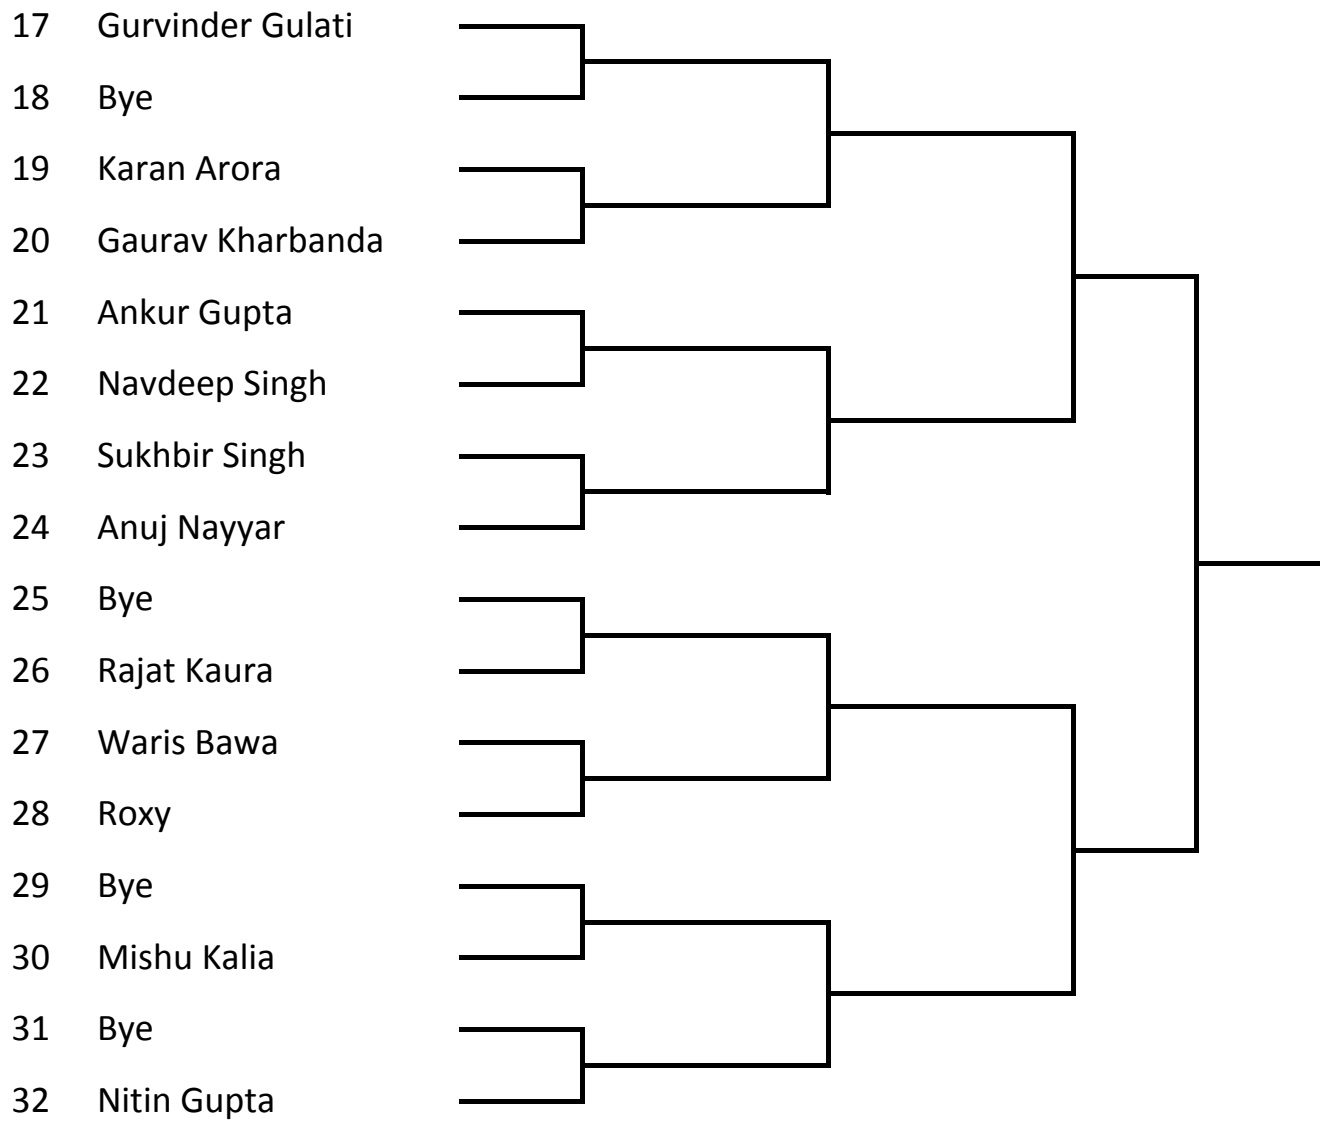 17 Gurvinder Gulati
18 Bye
19 Karan Arora
20 Gaurav Kharbanda
21 Ankur Gupta
22 Navdeep Singh
23 Sukhbir Singh
24 Anuj Nayyar
25 Bye
26 Rajat Kaura
27 Waris Bawa
28 Roxy
29 Bye
30 Mishu Kalia
31 Bye
32 Nitin Gupta